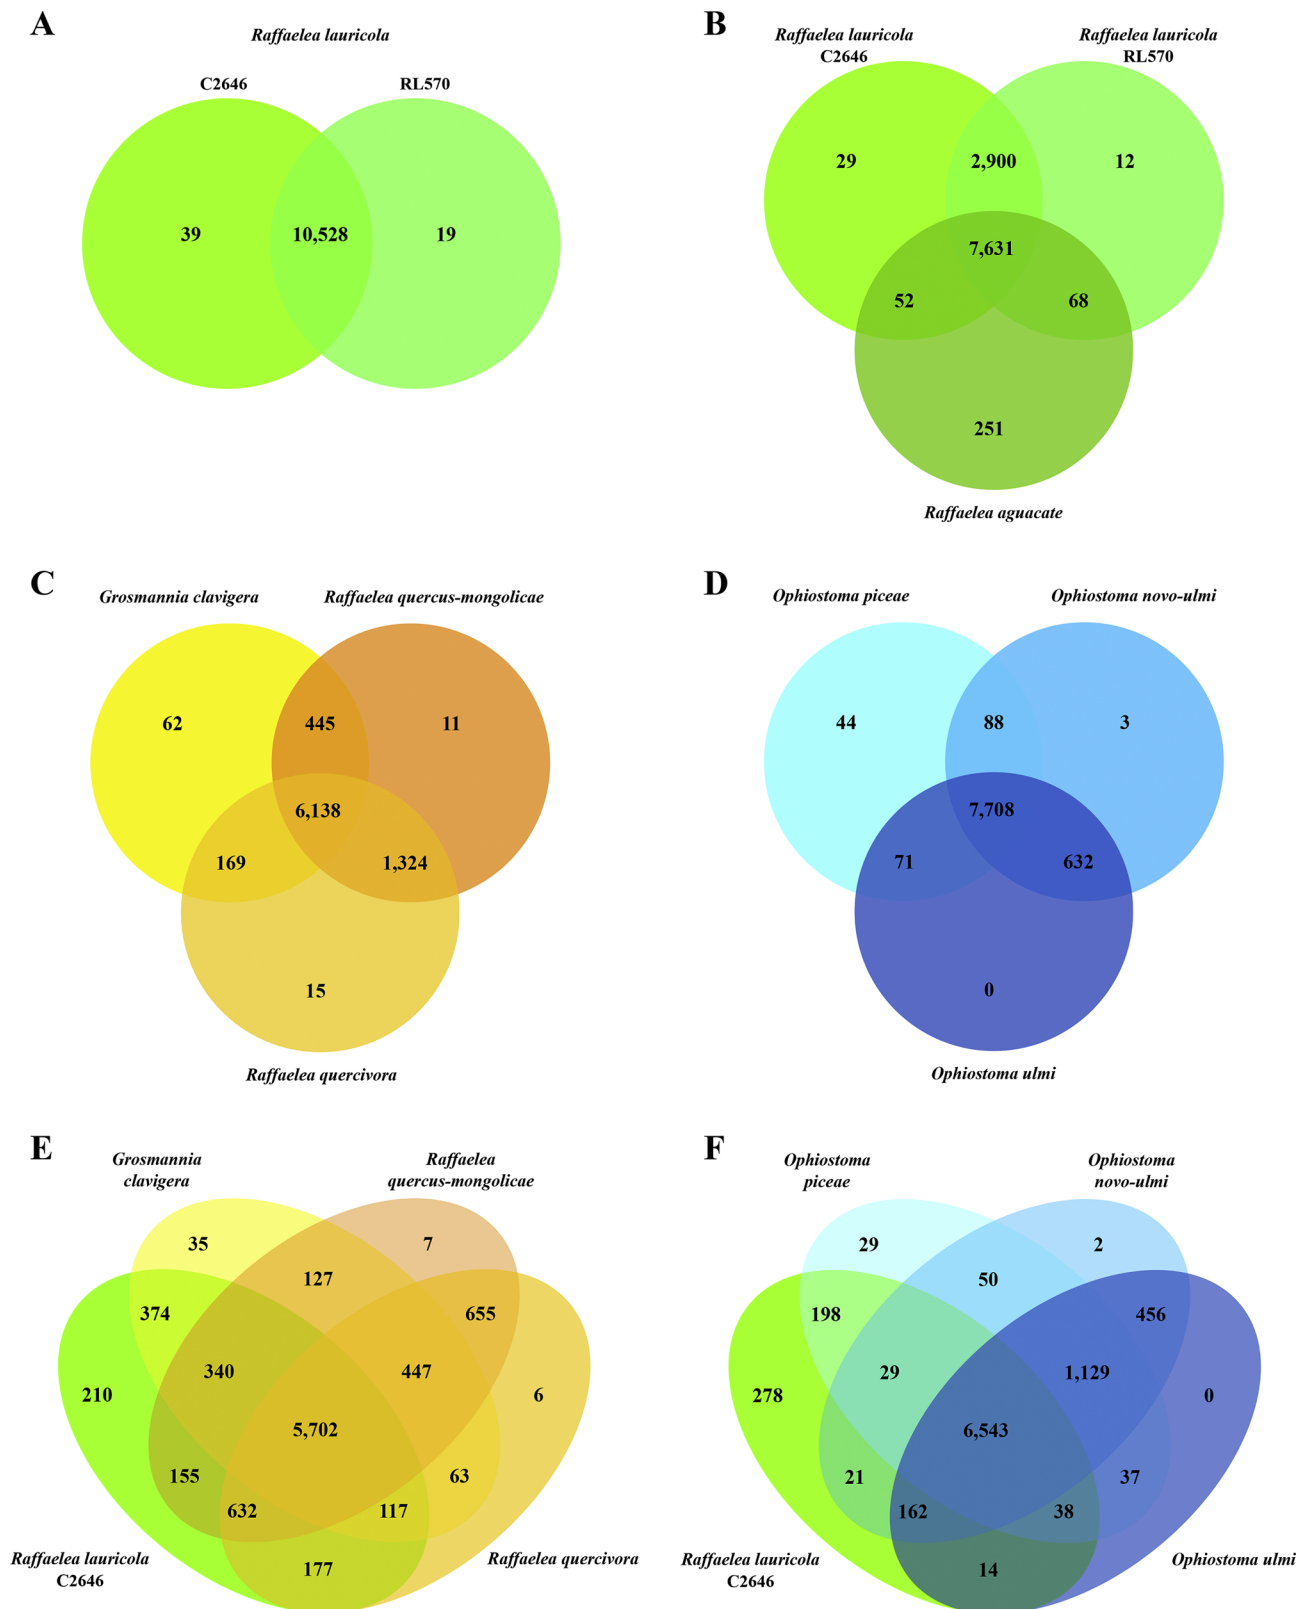 A
Raffaelea lauricola
C2646
RL570
39
10,528
19
B
Raffaelea lauricola
C2646
Raffaelea lauricola
RL570
29
2,900
12
7,631
52
68
251
Raffaelea aguacate
C
Grosmannia clavigera
Raffaelea quercus-mongolicae
62
445
11
6,138
169
1,324
15
Raffaelea quercivora
D
Ophiostoma piceae
Ophiostoma novo-ulmi
44
88
3
7,708
71
632
0
Ophiostoma ulmi
E
Grosmannia
clavigera
Raffaelea
quercus-mongolicae
35
7
127
374
655
340
447
210
6
5,702
155
63
632
117
177
Raffaelea lauricola
C2646
Raffaelea quercivora
F
Ophiostoma
piceae
Ophiostoma
novo-ulmi
29
2
50
198
456
29
1,129
278
0
6,543
21
37
162
38
14
Raffaelea lauricola
C2646
Ophiostoma ulmi